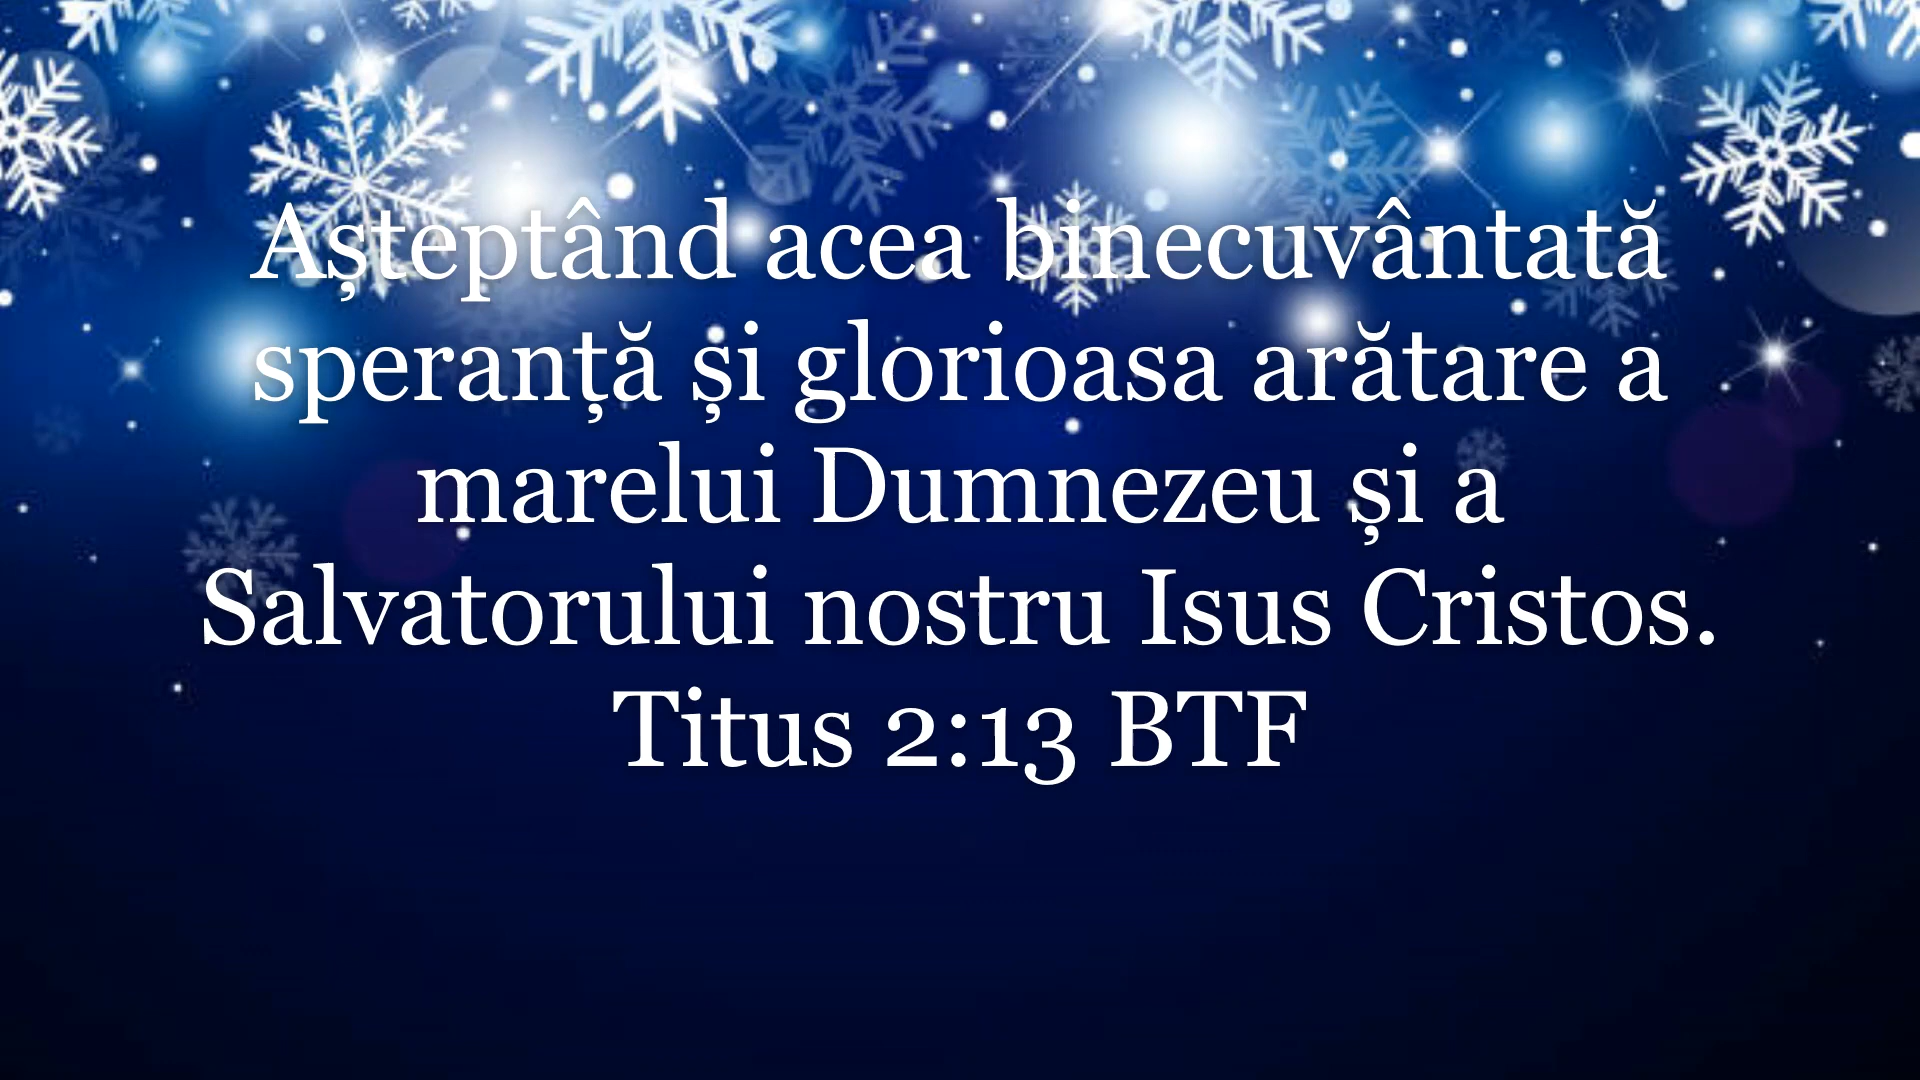 Așteptând acea binecuvântată
speranță și glorioasa arătare a
marelui Dumnezeu și a
Salvatorului nostru Isus Cristos.
Titus 2:13 BTF